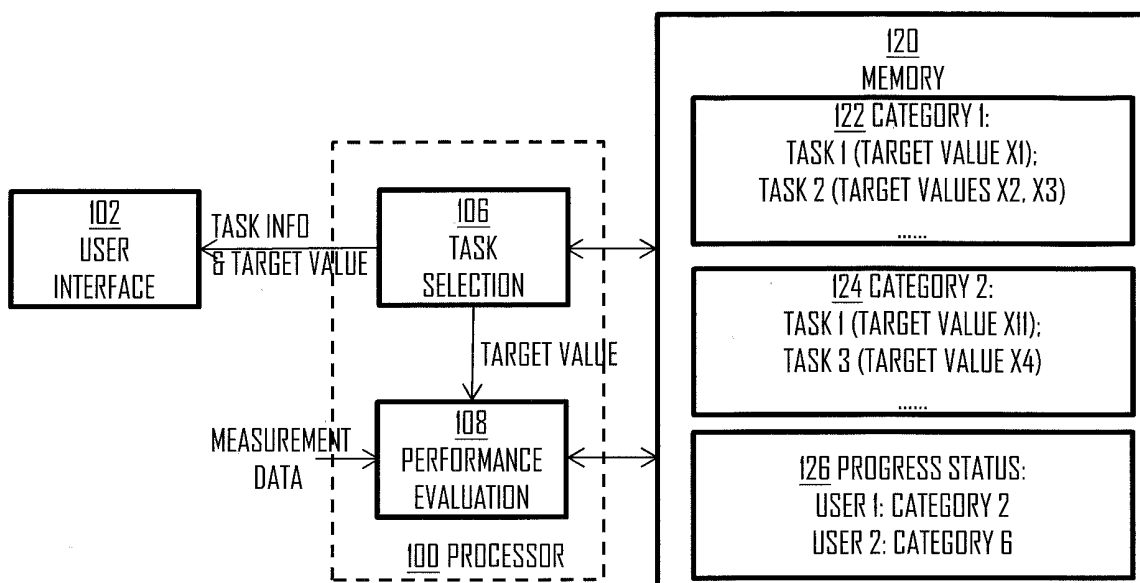 102
USER
INTERFACE
TASK INFO
& TARGET VALUE
106
TASK
SELECTION
TARGET VALUE
MEASUREMENT
DATA
108
PERFORMANCE
EVALUATION
100 PROCESSOR
120
MEMORY
122 CATEGORY 1:
TASK 1 (TARGET VALUE X1);
TASK 2 (TARGET VALUES X2, X3)
......
124 CATEGORY 2:
TASK 1 (TARGET VALUE X11);
TASK 3 (TARGET VALUE X4)
......
126 PROGRESS STATUS:
USER 1: CATEGORY 2
USER 2: CATEGORY 6